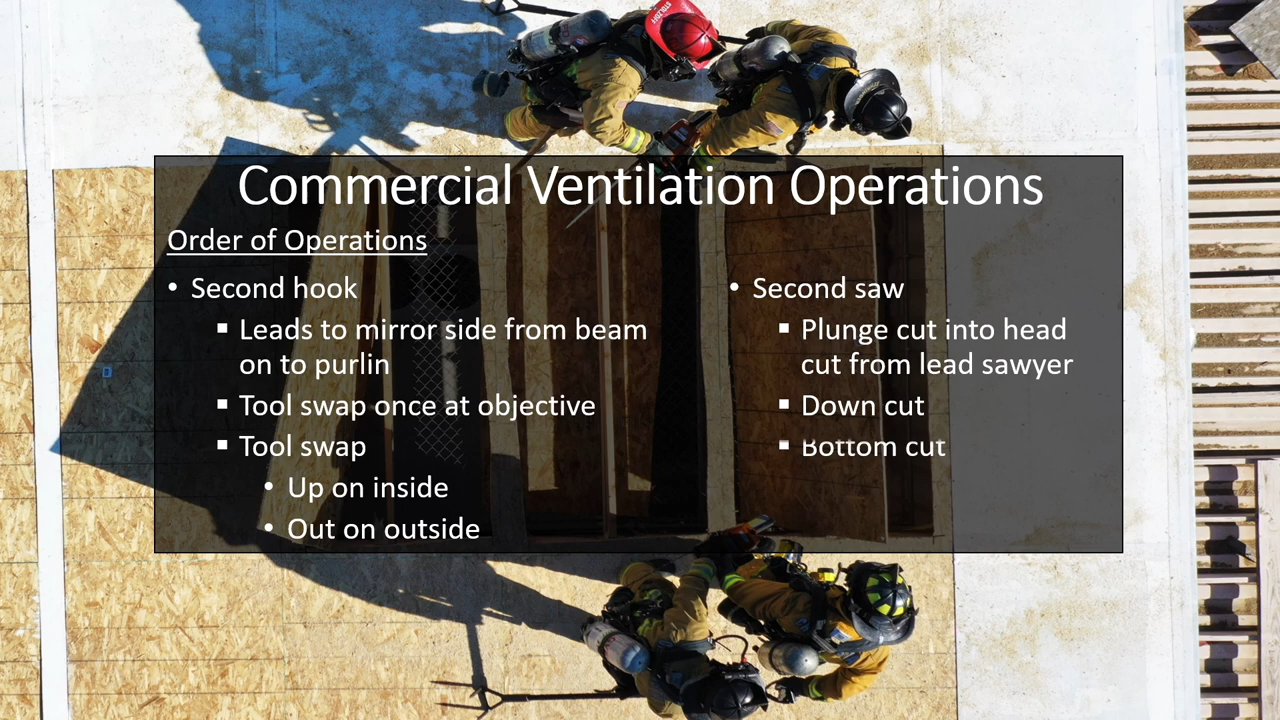 Commercial Ventilation Operations
Order of Operations
• Second hook
▪ Leads to mirror side from beam
on to purlin
▪ Tool swap once at objective
▪ Tool swap
• Up on inside
• Out on outside
• Second saw
▪ Plunge cut into head
cut from lead sawyer
▪ Down cut
▪ Bottom cut